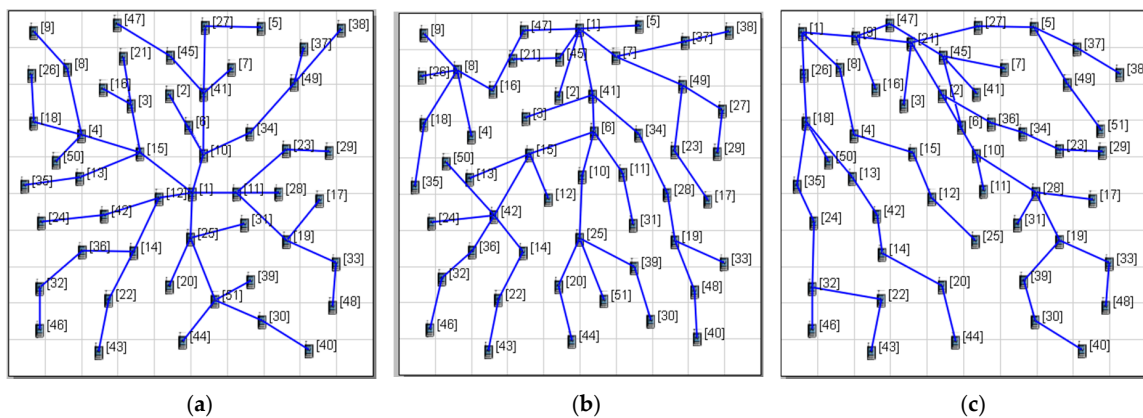 [47] [27] [5] [38]
[9]
[37]
[21] [45]
[8] [7]
[26] [49]
[16] [2] [41]
[3]
[18] [6]
[4] [34]
[15] [10] [23] [29]
[50]
[13]
[35]
[12] [1] [11] [28] [17]
[24] [42] [31]
[25] [19]
[36] [14]
[33]
[32] [20] [39]
[22] [51] [48]
[30]
[46]
[44]
[43] [40]
(a)
[47] [1] [5] [38]
[9]
[37]
[21] [45] [7]
[8]
[26] [49]
[16] [2] [41]
[27]
[3]
[18] [6]
[4] [34]
[15] [23] [29]
[50]
[13] [10] [11]
[35]
[12] [28] [17]
[24] [42] [31]
[25] [19]
[36] [14]
[39] [33]
[32] [20] [48]
[22] [51]
[30]
[46]
[44] [40]
[43]
(b)
[47] [27] [5]
[1] [9] [21]
[37]
[45]
[8] [7] [38]
[26] [49]
[16] [2] [41]
[3]
[18] [6] [36] [51]
[4] [34]
[15] [10] [23] [29]
[50]
[13]
[35] [11] [28]
[12] [17]
[24] [42] [31]
[25] [19]
[14]
[33]
[32] [20] [39]
[22] [48]
[30]
[46]
[44]
[43] [40]
(c)